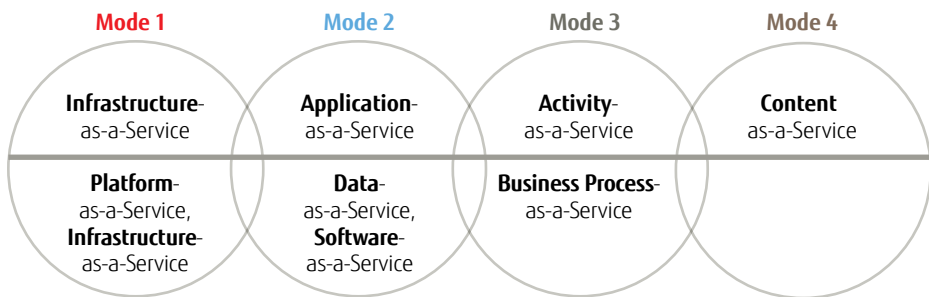 Mode 1
Mode 2
Mode 3
Mode 4
Infrastructure-
as-a-Service
Application-
as-a-Service
Activity-
as-a-Service
Content
as-a-Service
Platform-
as-a-Service,
Infrastructure-
as-a-Service
Data-
as-a-Service,
Software-
as-a-Service
Business Process-
as-a-Service